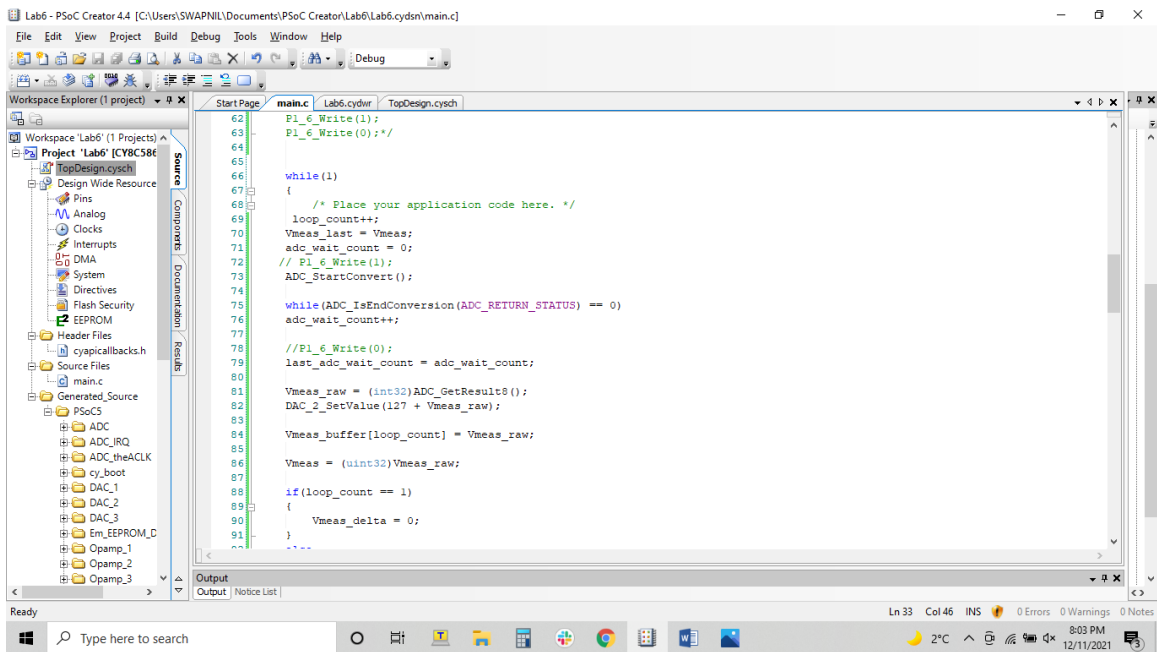 Lab6 - PSoC Creator 4.4 [C:\Users\SWAPNIL\Documents\PSoC Creator\Lab6\Lab6.cydsn\main.c]
File Edit View Project Build Debug Tools Window Help
Debug
Workspace Explorer (1 project)
Start Page main.c Lab6.cydwr TopDesign.cysch
Workspace 'Lab6' (1 Projects)
Project 'Lab6' [CY8C586
TopDesign.cysch
Design Wide Resource
Pins
Analog
Clocks
Interrupts
DMA
System
Directives
Flash Security
EEPROM
Header Files
cyapicallbacks.h
Source Files
main.c
Generated_Source
PSoC5
ADC
ADC_IRQ
ADC_theACLK
cy_boot
DAC_1
DAC_2
DAC_3
Em_EEPROM_D
Opamp_1
Opamp_2
Opamp_3
Source
Components
Documentation
Results
62 P1_6_Write(1);
63 P1_6_Write(0);*/
64
65
66 while(1)
67 {
68 /* Place your application code here. */
69 loop_count++;
70 Vmeas_last = Vmeas;
71 adc_wait_count = 0;
72 // P1_6_Write(1);
73 ADC_StartConvert();
74
75 while(ADC_IsEndConversion(ADC_RETURN_STATUS) == 0)
76 adc_wait_count++;
77
78 //P1_6_Write(0);
79 last_adc_wait_count = adc_wait_count;
80
81 Vmeas_raw = (int32)ADC_GetResult8();
82 DAC_2_SetValue(127 + Vmeas_raw);
83
84 Vmeas_buffer[loop_count] = Vmeas_raw;
85
86 Vmeas = (uint32)Vmeas_raw;
87
88 if(loop_count == 1)
89 {
90 Vmeas_delta = 0;
91 }
Output
Output Notice List
Ready Ln 33 Col 46 INS 0 Errors 0 Warnings 0 Notes
Type here to search
2°C
8:03 PM
12/11/2021
3